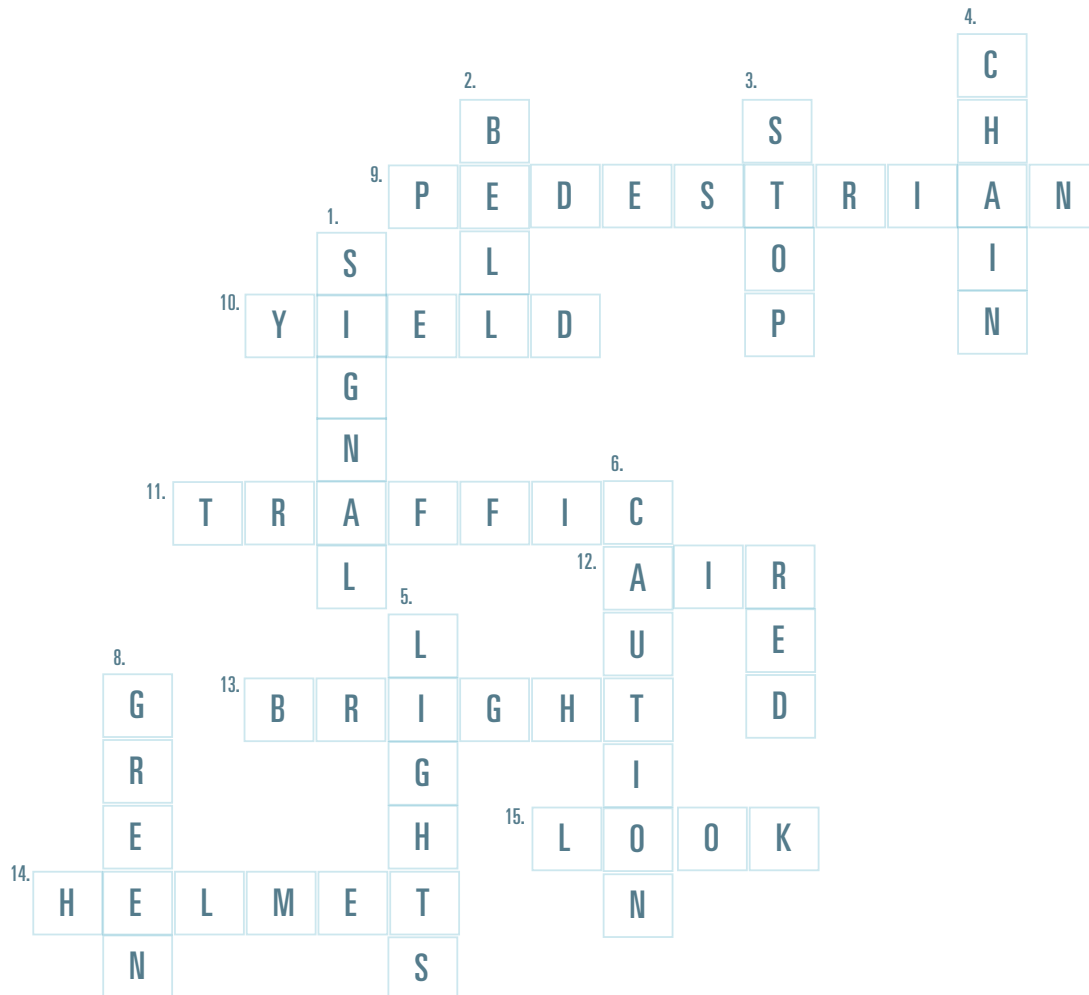 4.
C
2. 3.
B S H
9. P E D E S T R I A N
1.
S L O I
10. Y I E L D P N
G
N
6.
11. T R A F F I C
L 12. A I R
5.
L U E
8.
G 13. B R I G H T D
R G I
E H 15. L O O K
14. H E L M E T S N
N S